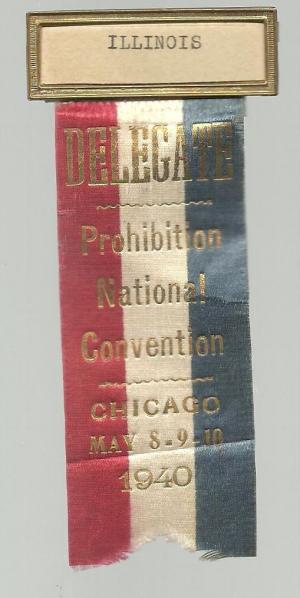 ILLINOIS
DELEGATE
Prohibition
National
Convention
CHICAGO
MAY 8-9-10
1940